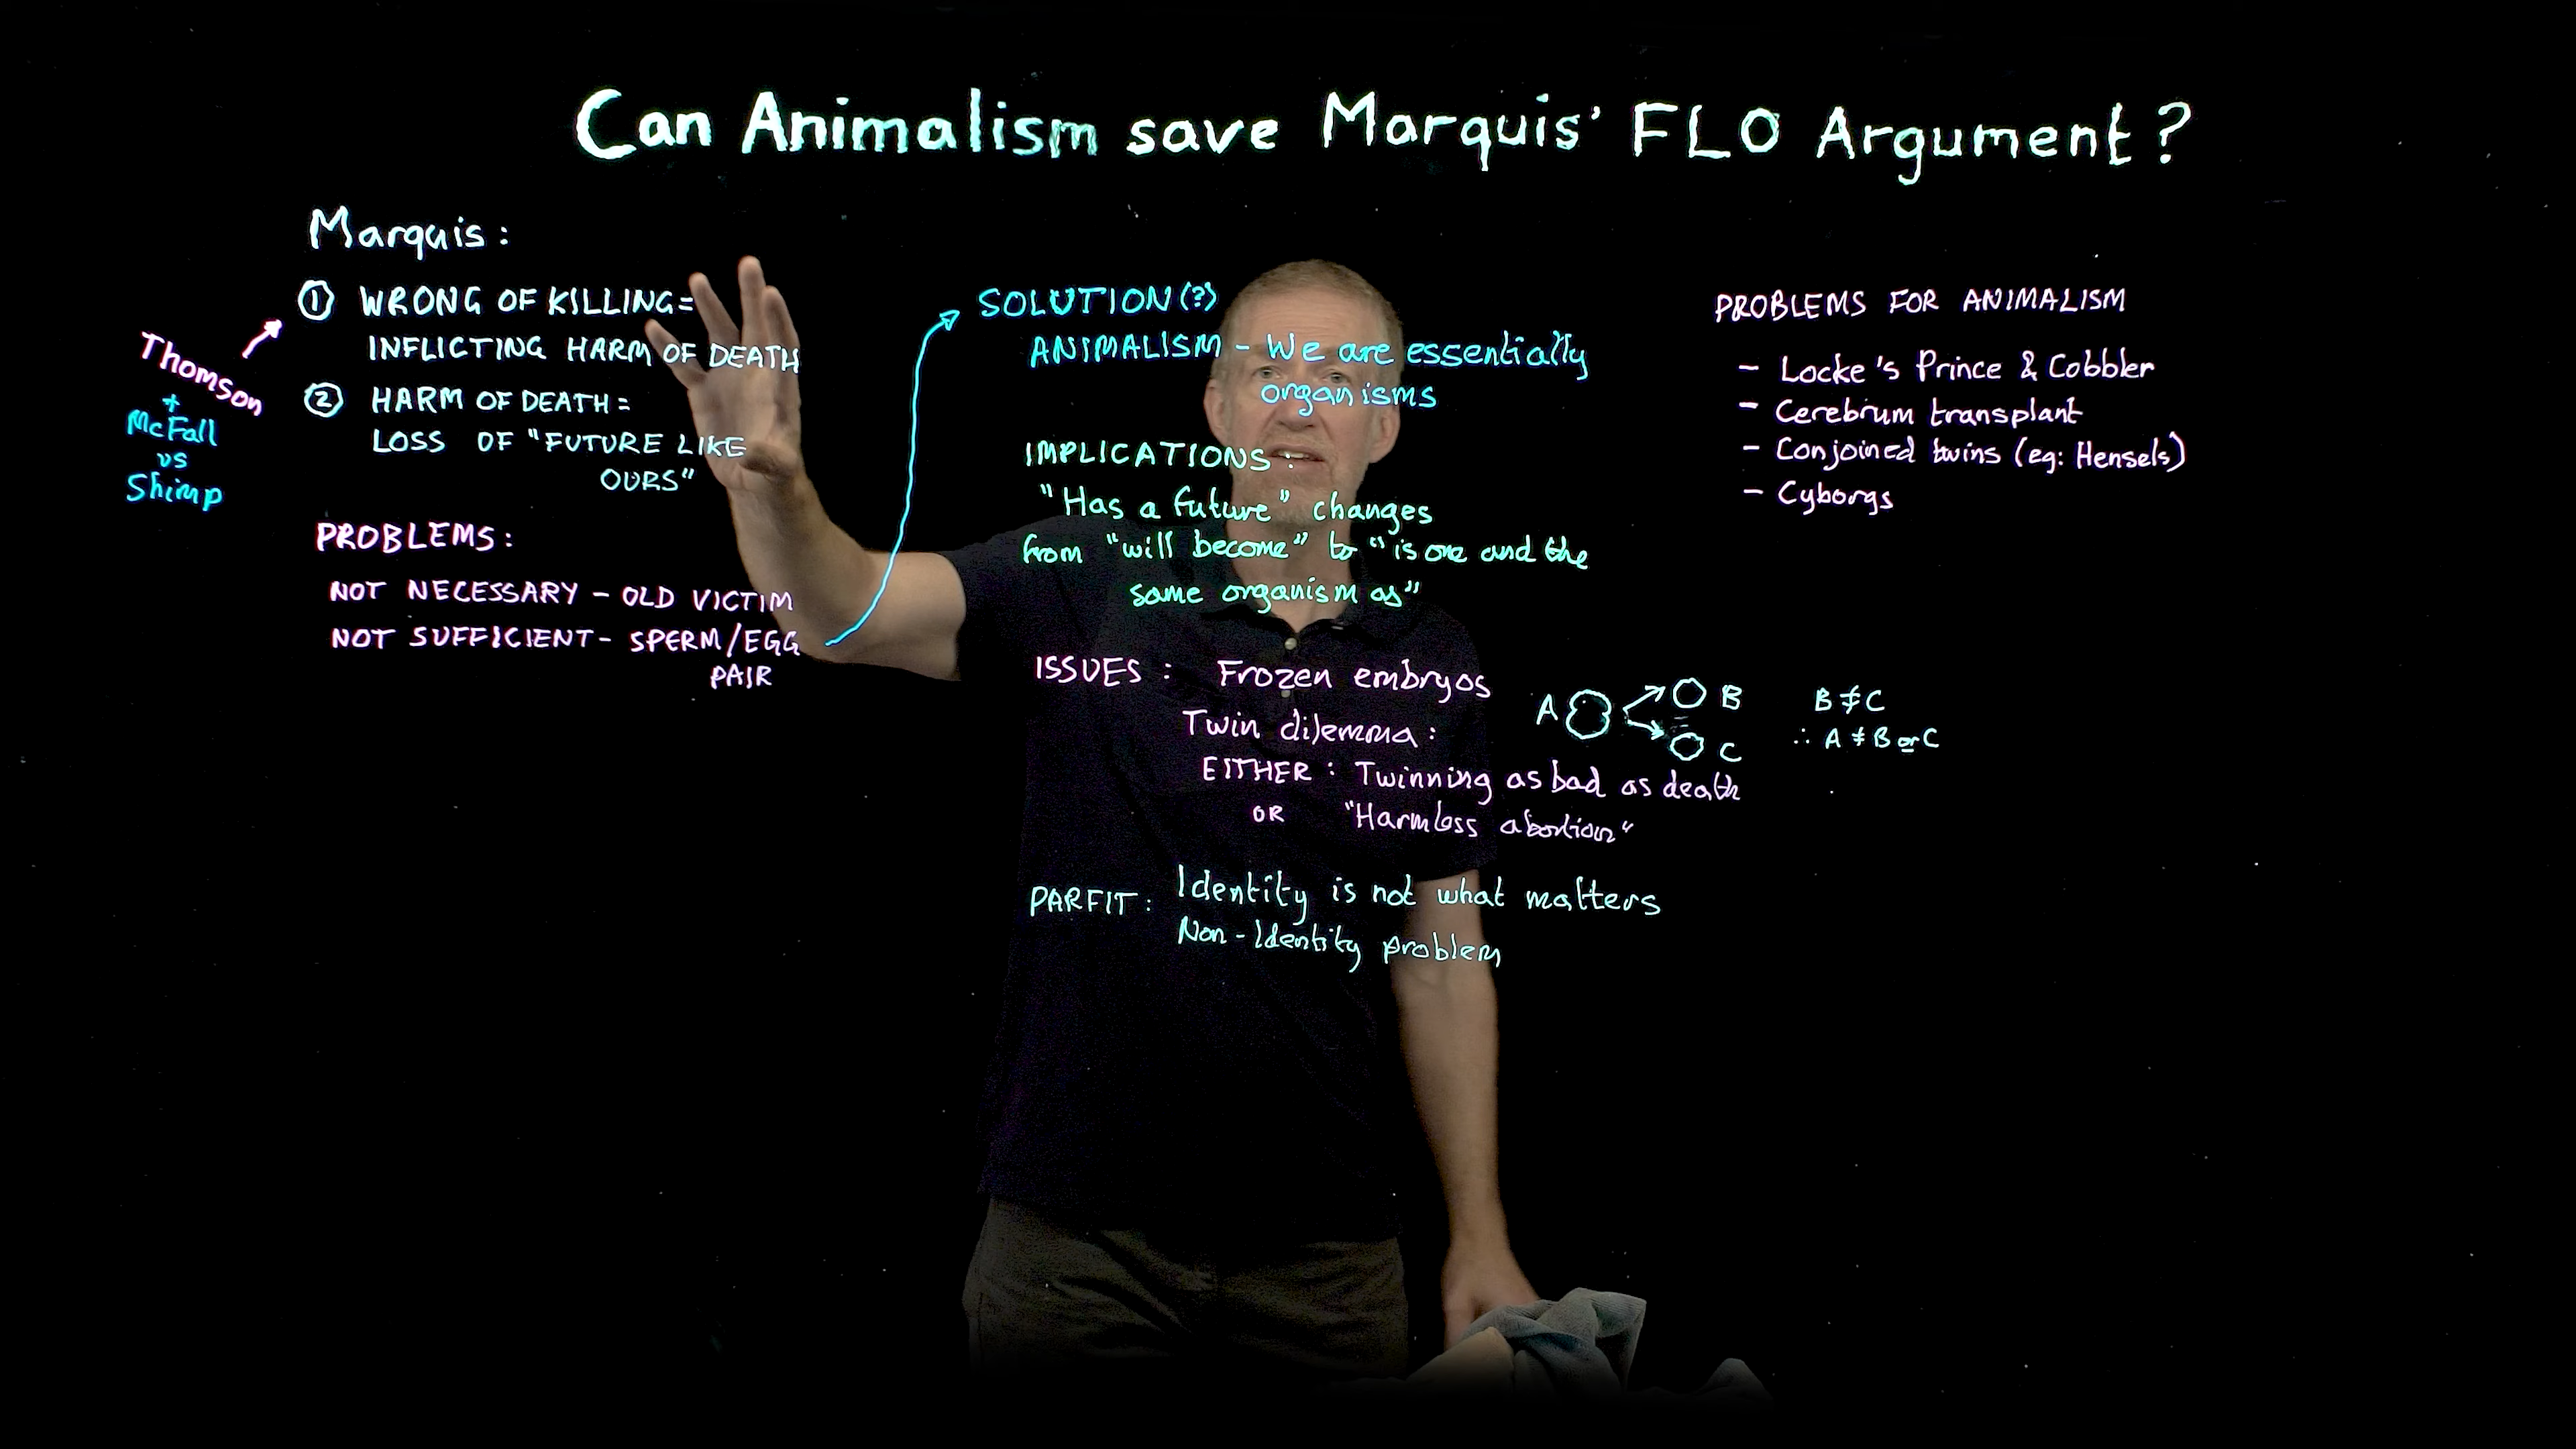 Can Animalism save Marquis' FLO Argument?
Marquis:
① WRONG OF KILLING =
INFLICTING HARM OF DEATH
② HARM OF DEATH =
LOSS OF "FUTURE LIKE
OURS"
Thomson
+
McFall
vs
Shimp
PROBLEMS:
NOT NECESSARY - OLD VICTIM
NOT SUFFICIENT - SPERM/EGG
PAIR
SOLUTION(?)
ANIMALISM - We are essentially
organisms
IMPLICATIONS:
"Has a future" changes
from "will become" to "is one and the
same organism as"
ISSUES: Frozen embryos
Twin dilemma:
EITHER: Twinning as bad as death
OR "Harmless abortion"
A B C
B ≠ C
∴ A ≠ B or C
PARFIT: Identity is not what matters
Non-Identity problem
PROBLEMS FOR ANIMALISM
- Locke's Prince & Cobbler
- Cerebrum transplant
- Conjoined twins (eg: Hensels)
- Cyborgs